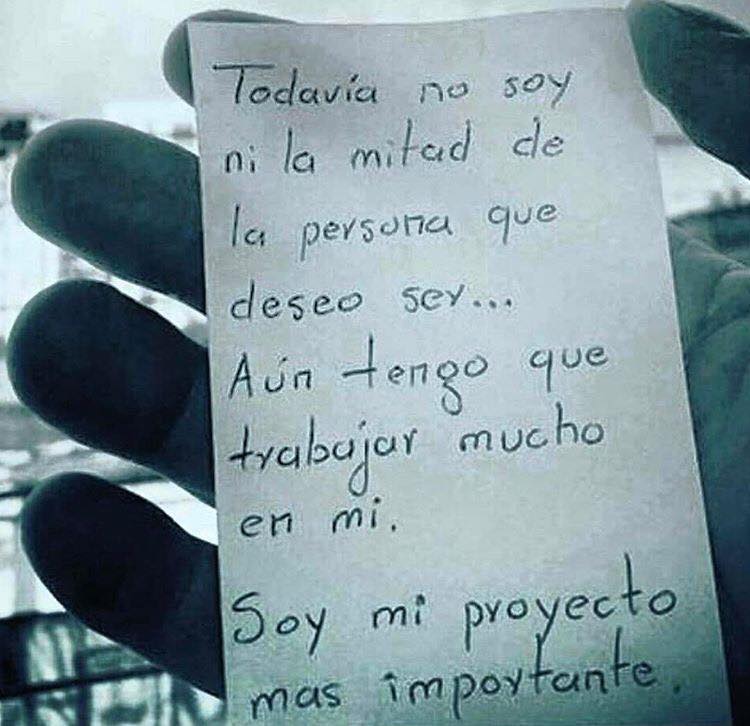 Todavía no soy
ni la mitad de
la persona que
deseo ser...
Aún tengo que
trabajar mucho
en mi.
Soy mi proyecto
mas importante.